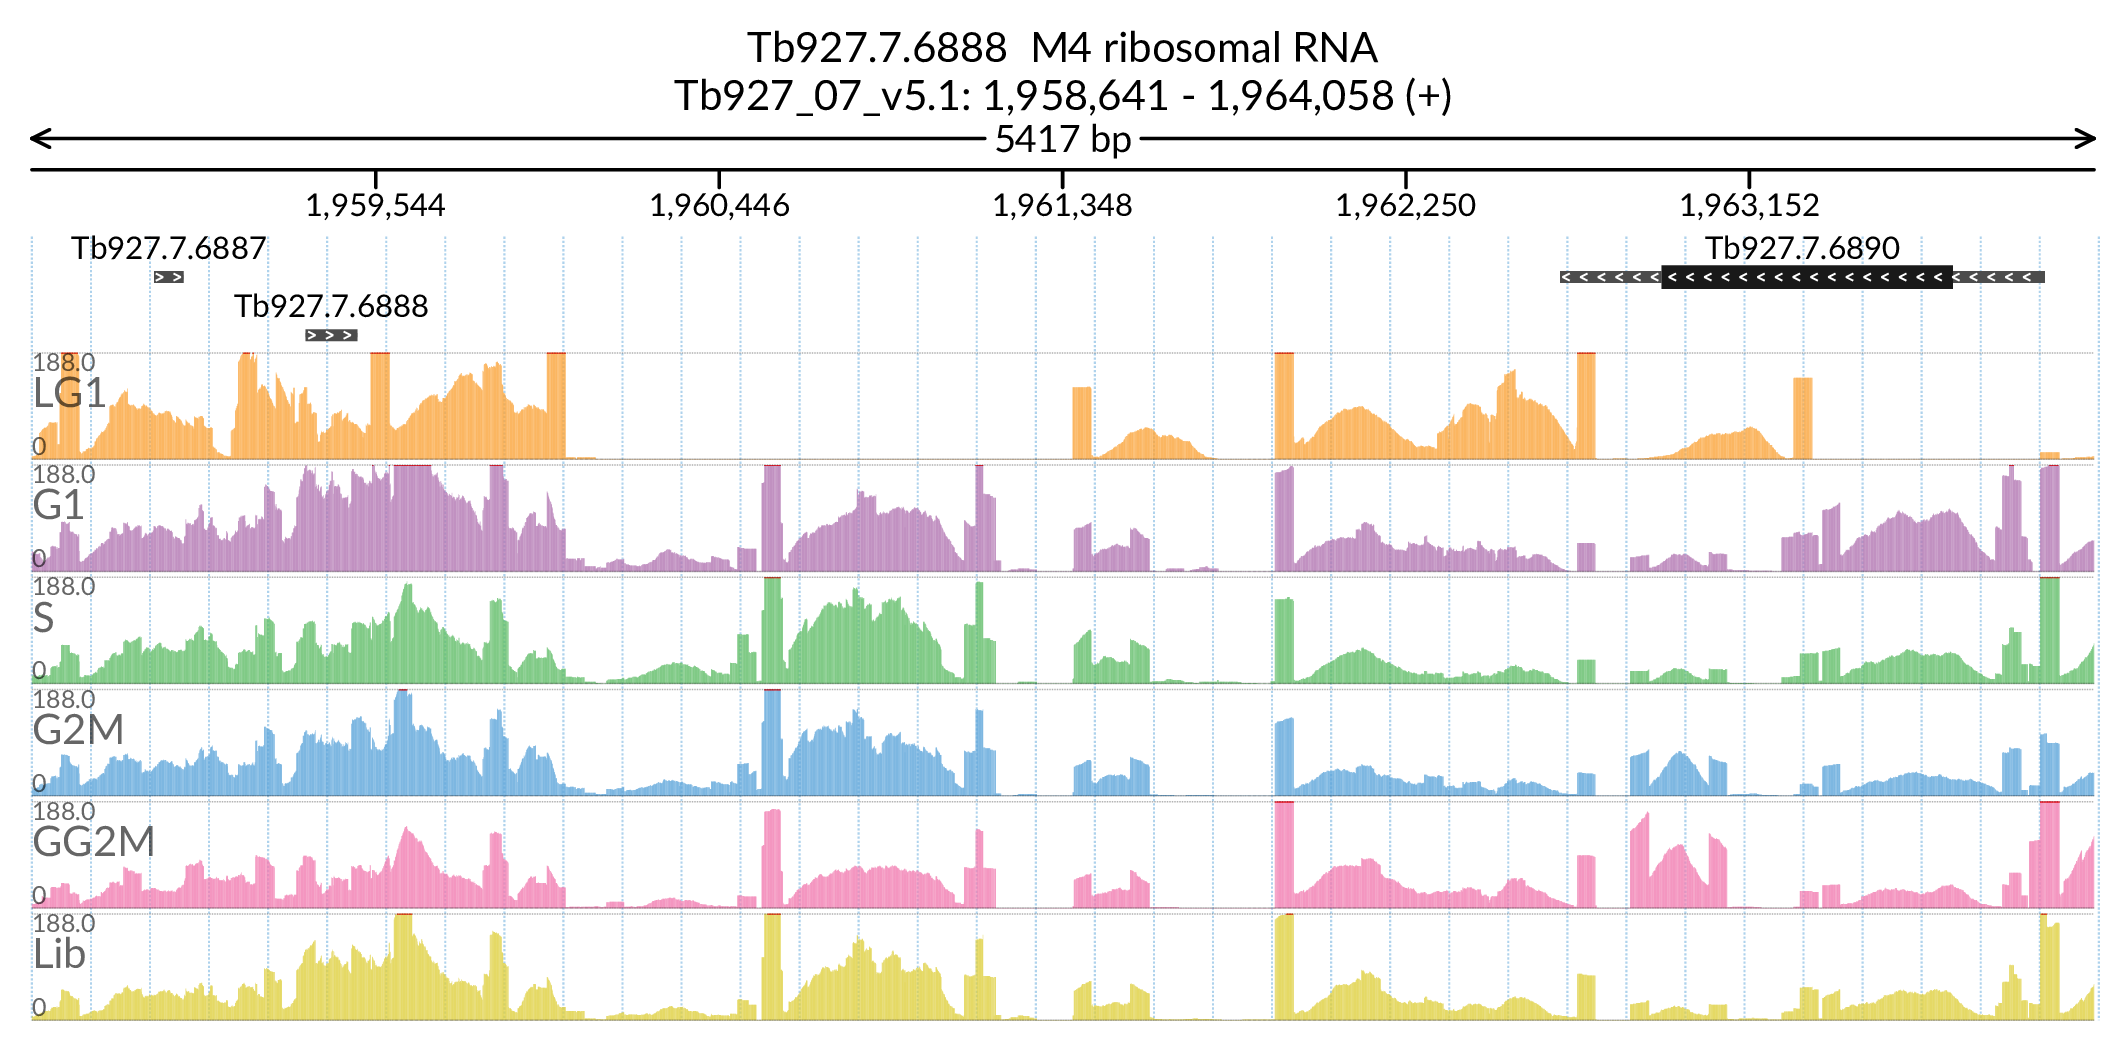 Tb927.7.6888 M4 ribosomal RNA
Tb927_07_v5.1: 1,958,641 - 1,964,058 (+)
5417 bp
1,959,544 1,960,446 1,961,348 1,962,250 1,963,152
Tb927.7.6887 Tb927.7.6890
Tb927.7.6888
188.0
LG1
0
188.0
G1
0
188.0
S
0
188.0
G2M
0
188.0
GG2M
0
188.0
Lib
0